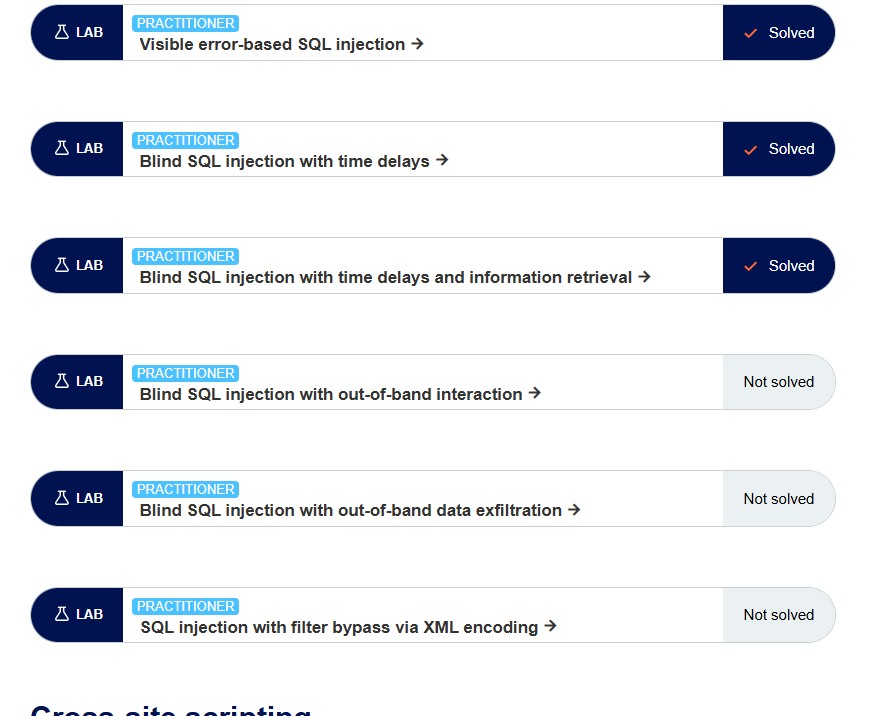 LAB
PRACTITIONER
Visible error-based SQL injection →
Solved
LAB
PRACTITIONER
Blind SQL injection with time delays →
Solved
LAB
PRACTITIONER
Blind SQL injection with time delays and information retrieval →
Solved
LAB
PRACTITIONER
Blind SQL injection with out-of-band interaction →
Not solved
LAB
PRACTITIONER
Blind SQL injection with out-of-band data exfiltration →
Not solved
LAB
PRACTITIONER
SQL injection with filter bypass via XML encoding →
Not solved
Cross-site scripting